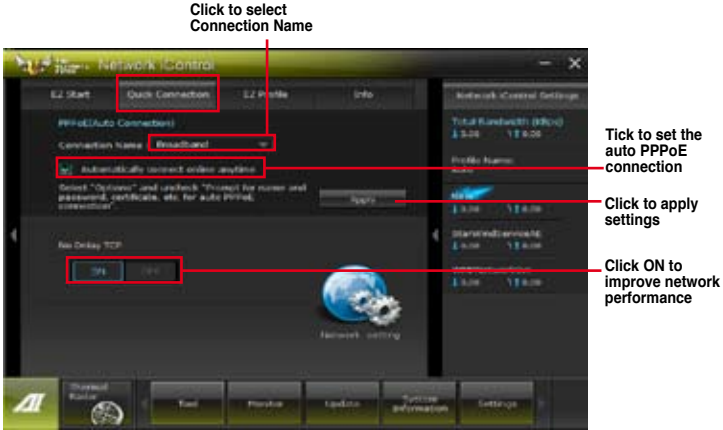 Click to select
Connection Name
Network iControl
EZ Start
Quick Connection
EZ Profile
Info
Network iControl Settings
PPPoE(Auto Connection)
Connection Name :
Broadband
Automatically connect online anytime
Select "Options" and uncheck "Prompt for name and
password, certificate, etc. for auto PPPoE
connection".
Apply
No Delay TCP
ON
OFF
Network setting
Total Bandwidth (KBps)
Profile Name:
Tick to set the
auto PPPoE
connection
Click to apply
settings
Click ON to
improve network
performance
Thermal
Radar
Tool
Monitor
Update
System
Information
Settings